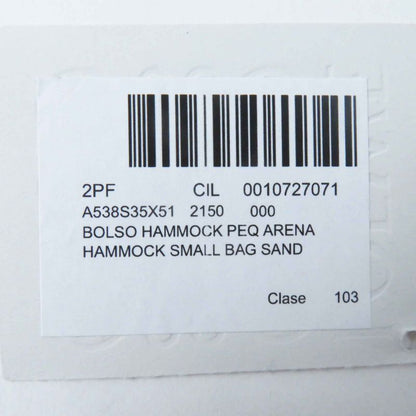 2PF CIL 0010727071
A538S35X51 2150 000
BOLSO HAMMOCK PEQ ARENA
HAMMOCK SMALL BAG SAND
Clase 103